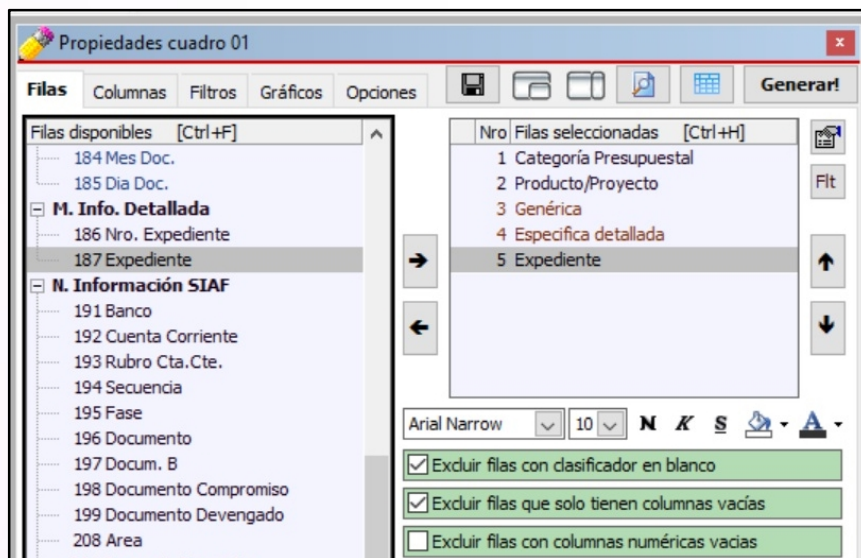 Propiedades cuadro 01
x
Filas Columnas Filtros Gráficos Opciones Generar!
Filas disponibles [Ctrl+F]
184 Mes Doc.
185 Dia Doc.
M. Info. Detallada
186 Nro. Expediente
187 Expediente
N. Información SIAF
191 Banco
192 Cuenta Corriente
193 Rubro Cta.Cte.
194 Secuencia
195 Fase
196 Documento
197 Docum. B
198 Documento Compromiso
199 Documento Devengado
208 Area
Nro Filas seleccionadas [Ctrl+H]
1 Categoría Presupuestal
2 Producto/Proyecto
3 Genérica
4 Especifica detallada
5 Expediente
Flt
Arial Narrow 10 N K S A
Excluir filas con clasificador en blanco
Excluir filas que solo tienen columnas vacías
Excluir filas con columnas numéricas vacias